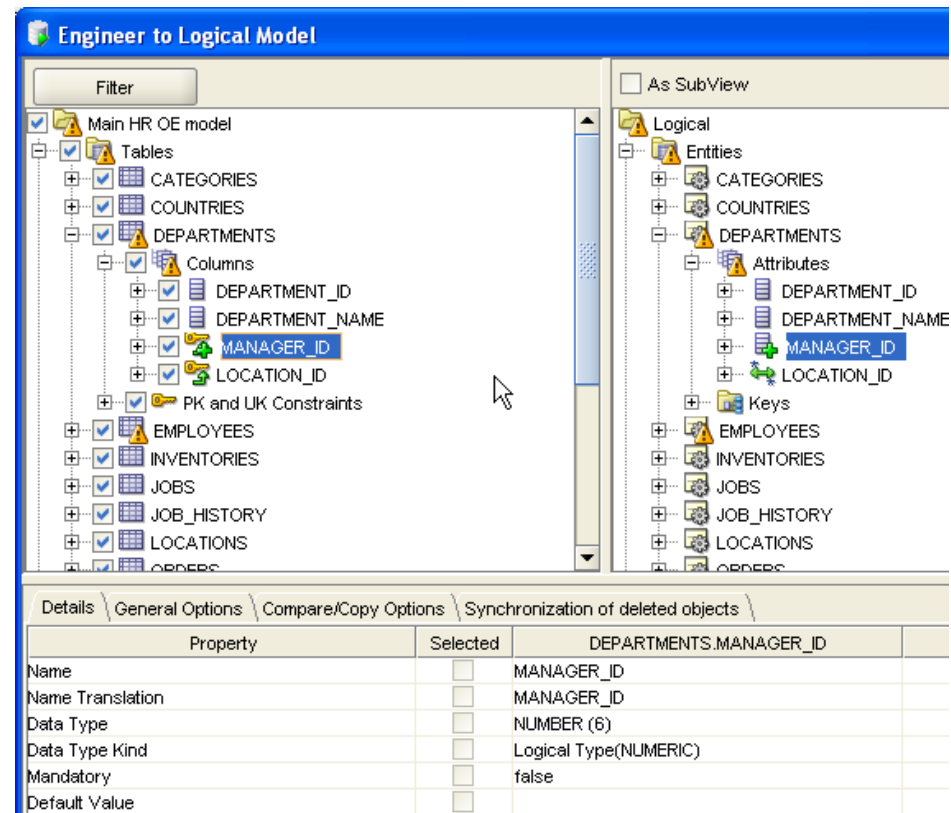 Engineer to Logical Model
Filter
Main HR OE model
Tables
CATEGORIES
COUNTRIES
DEPARTMENTS
Columns
DEPARTMENT_ID
DEPARTMENT_NAME
MANAGER_ID
LOCATION_ID
PK and UK Constraints
EMPLOYEES
INVENTORIES
JOBS
JOB_HISTORY
LOCATIONS
ORDERS
As SubView
Logical
Entities
CATEGORIES
COUNTRIES
DEPARTMENTS
Attributes
DEPARTMENT_ID
DEPARTMENT_NAME
MANAGER_ID
LOCATION_ID
Keys
EMPLOYEES
INVENTORIES
JOBS
JOB_HISTORY
LOCATIONS
ORDERS
Details General Options Compare/Copy Options Synchronization of deleted objects
Property Selected DEPARTMENTS.MANAGER_ID
Name MANAGER_ID
Name Translation MANAGER_ID
Data Type NUMBER (6)
Data Type Kind Logical Type(NUMERIC)
Mandatory false
Default Value